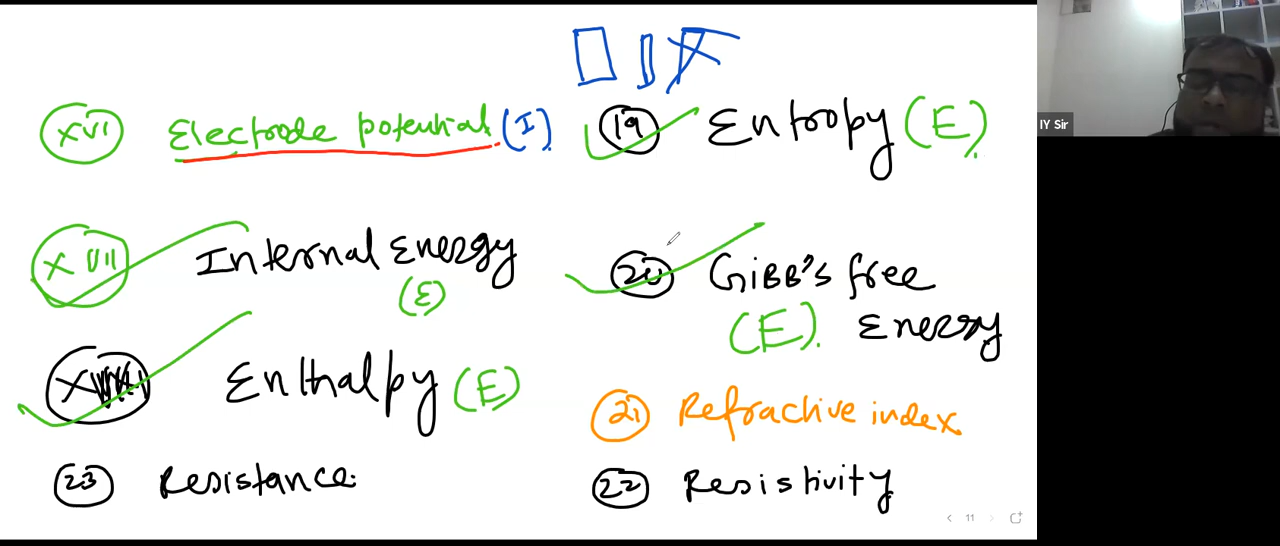 XVI Electrode potential. (I).
19 Entropy (E).
XVII Internal Energy
(E)
20 GIBB's free
(E). Energy
Enthalpy (E)
21 Refractive index.
23 Resistance.
22 Resistivity
11
IY Sir